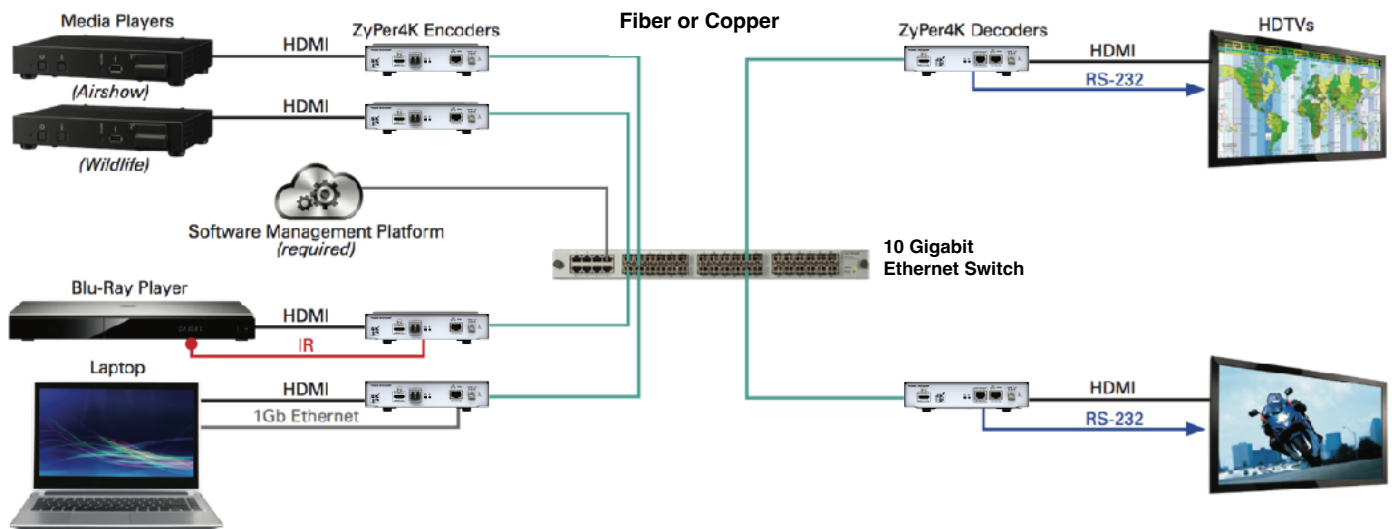 Media Players
HDMI
ZyPer4K Encoders
Fiber or Copper
ZyPer4K Decoders
HDMI
HDTVs
RS-232
(Airshow)
HDMI
(Wildlife)
Software Management Platform
(required)
10 Gigabit
Ethernet Switch
Blu-Ray Player
HDMI
IR
Laptop
HDMI
1Gb Ethernet
HDMI
RS-232